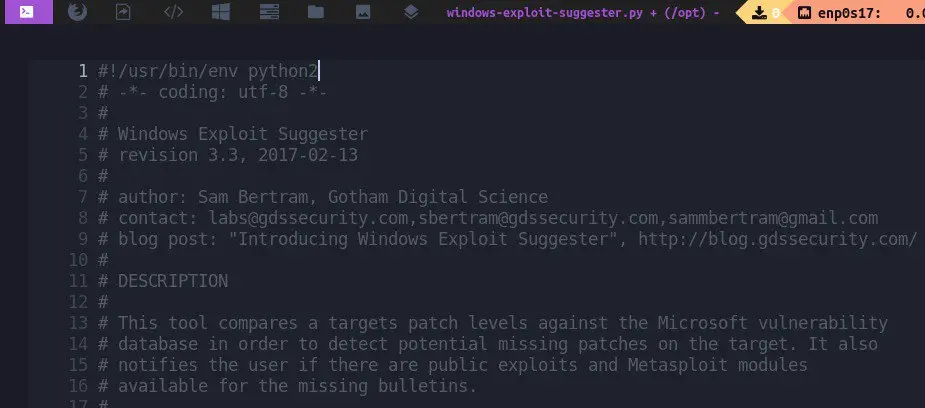 windows-exploit-suggester.py + (/opt) - 0 enp0s17: 0.0
1 #!/usr/bin/env python2
2 # -*- coding: utf-8 -*-
3 #
4 # Windows Exploit Suggester
5 # revision 3.3, 2017-02-13
6 #
7 # author: Sam Bertram, Gotham Digital Science
8 # contact: labs@gdssecurity.com,sbertram@gdssecurity.com,sammbertram@gmail.com
9 # blog post: "Introducing Windows Exploit Suggester", http://blog.gdssecurity.com/
10 #
11 # DESCRIPTION
12 #
13 # This tool compares a targets patch levels against the Microsoft vulnerability
14 # database in order to detect potential missing patches on the target. It also
15 # notifies the user if there are public exploits and Metasploit modules
16 # available for the missing bulletins.
17 #